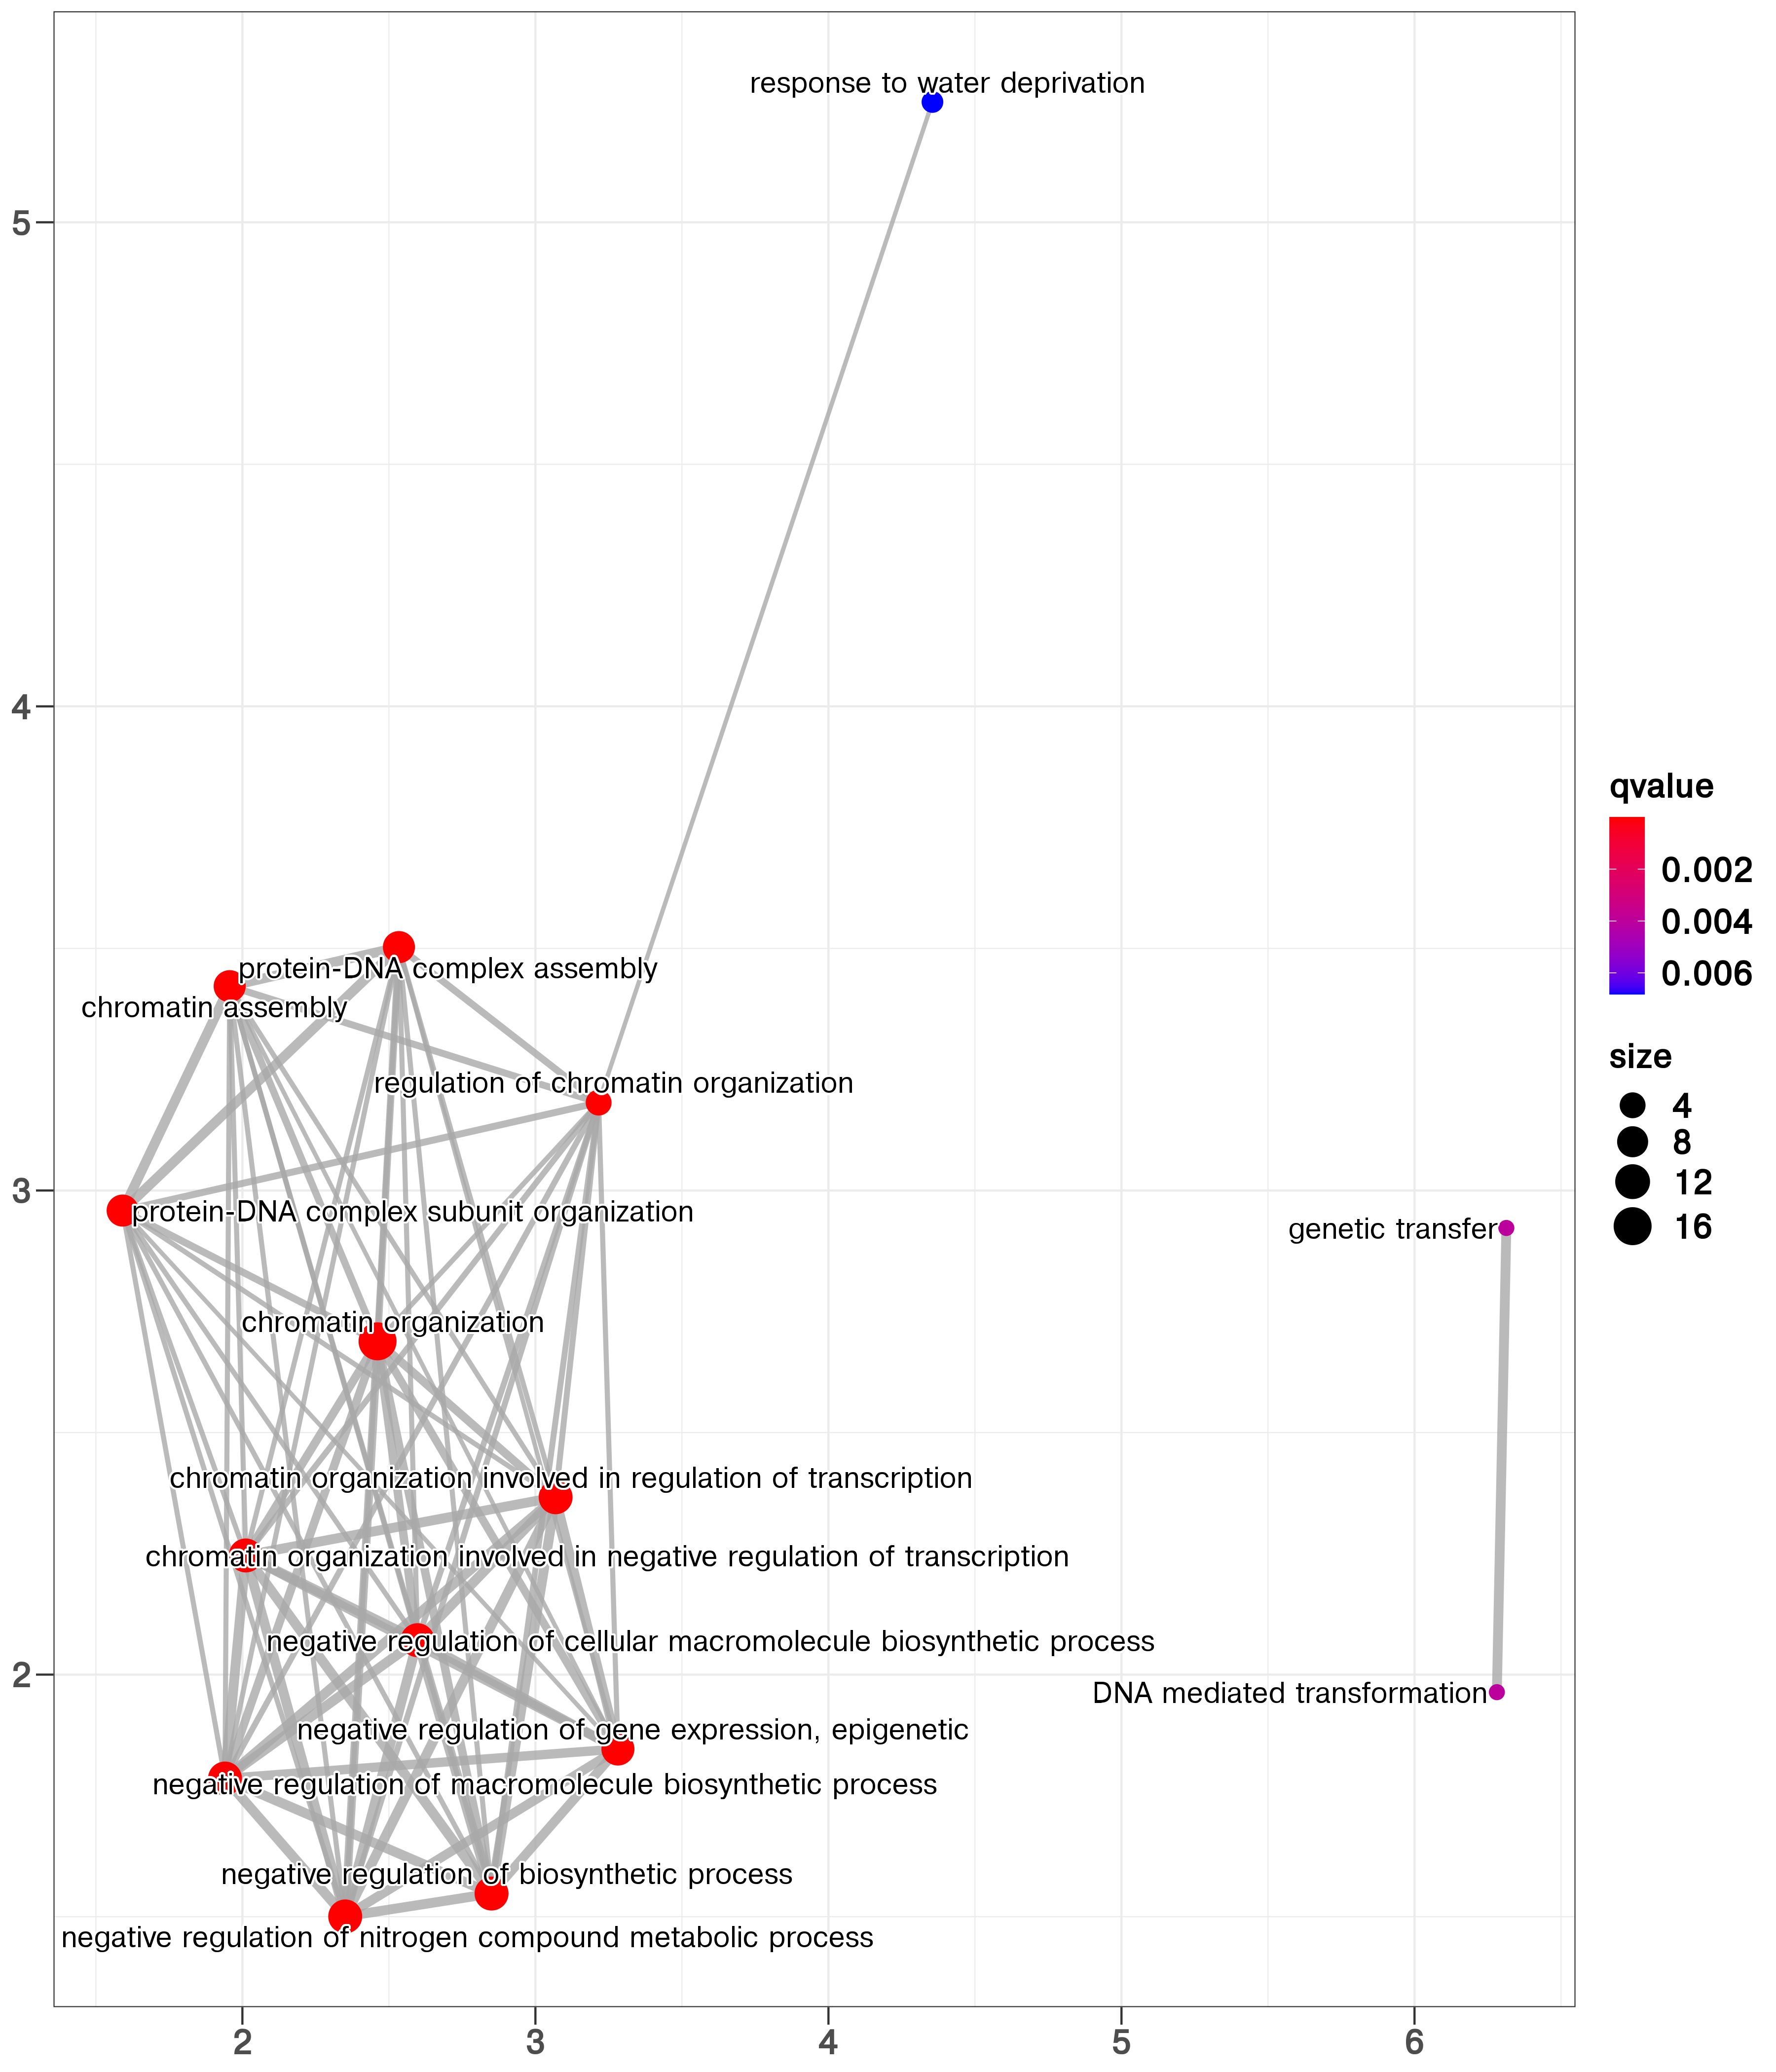 response to water deprivation
5
4
protein-DNA complex assembly
chromatin assembly
regulation of chromatin organization
3
protein-DNA complex subunit organization
genetic transfer
chromatin organization
chromatin organization involved in regulation of transcription
chromatin organization involved in negative regulation of transcription
negative regulation of cellular macromolecule biosynthetic process
2
DNA mediated transformation
negative regulation of gene expression, epigenetic
negative regulation of macromolecule biosynthetic process
negative regulation of biosynthetic process
negative regulation of nitrogen compound metabolic process
2 3 4 5 6
qvalue
0.002
0.004
0.006
size
4
8
12
16